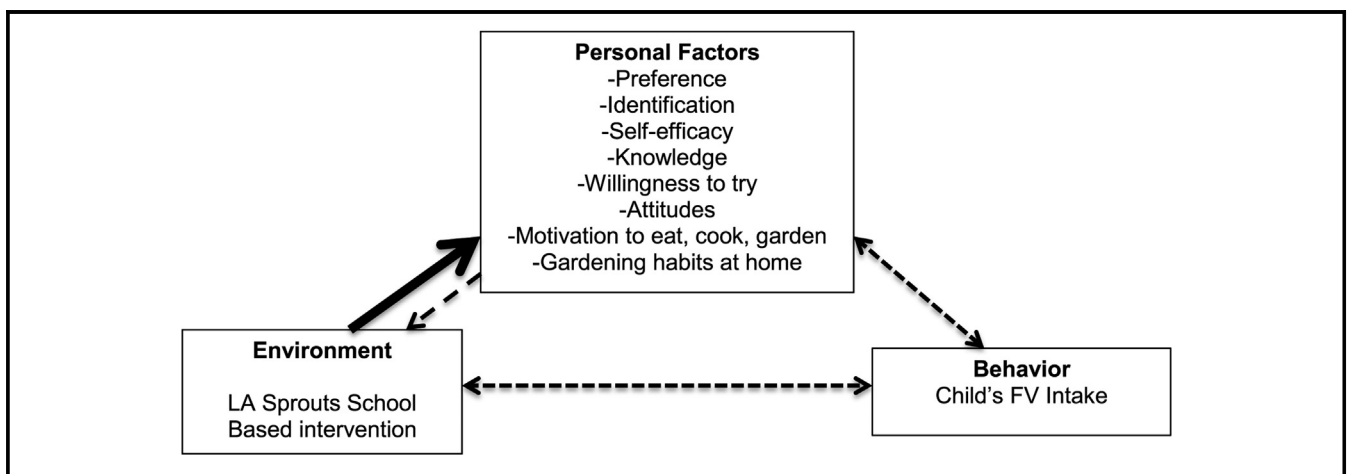 Personal Factors
-Preference
-Identification
-Self-efficacy
-Knowledge
-Willingness to try
-Attitudes
-Motivation to eat, cook, garden
-Gardening habits at home
Environment
LA Sprouts School
Based intervention
Behavior
Child's FV Intake